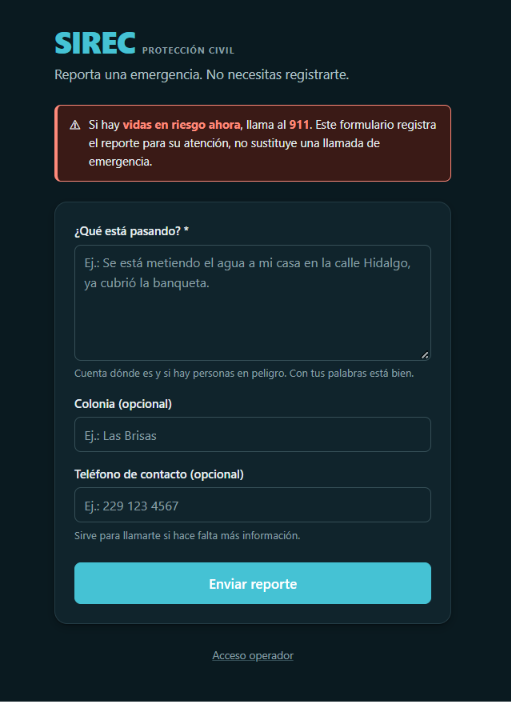 SIREC PROTECCIÓN CIVIL
Reporta una emergencia. No necesitas registrarte.
⚠ Si hay vidas en riesgo ahora, llama al 911. Este formulario registra
el reporte para su atención, no sustituye una llamada de
emergencia.
¿Qué está pasando? *
Ej.: Se está metiendo el agua a mi casa en la calle Hidalgo,
ya cubrió la banqueta.
Cuenta dónde es y si hay personas en peligro. Con tus palabras está bien.
Colonia (opcional)
Ej.: Las Brisas
Teléfono de contacto (opcional)
Ej.: 229 123 4567
Sirve para llamarte si hace falta más información.
Enviar reporte
Acceso operador